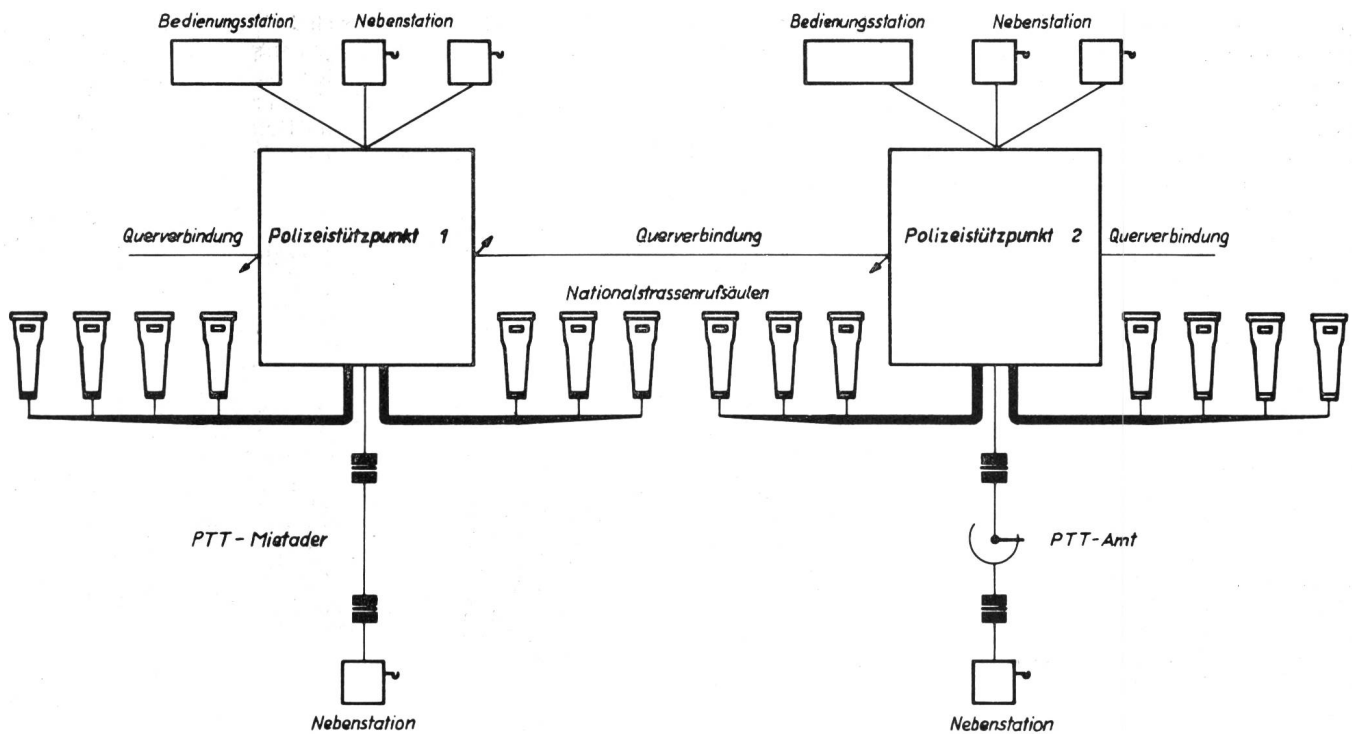 Bedienungsstation
Nebenstation
Bedienungsstation
Nebenstation
Querverbindung
Polizeistützpunkt 1
Querverbindung
Polizeistützpunkt 2
Querverbindung
Nationalstrassenrufsäulen
PTT-Mietader
PTT-Amt
Nebenstation
Nebenstation